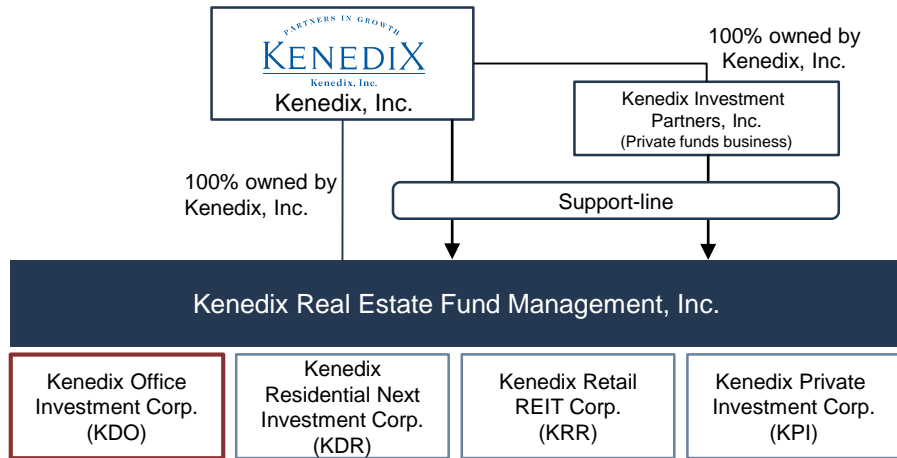 PARTNERS IN GROWTH
KENEDIX
Kenedix, Inc.
Kenedix, Inc.
100% owned by
Kenedix, Inc.
Kenedix Investment
Partners, Inc.
(Private funds business)
100% owned by
Kenedix, Inc.
Support-line
Kenedix Real Estate Fund Management, Inc.
Kenedix Office
Investment Corp.
(KDO)
Kenedix
Residential Next
Investment Corp.
(KDR)
Kenedix Retail
REIT Corp.
(KRR)
Kenedix Private
Investment Corp.
(KPI)